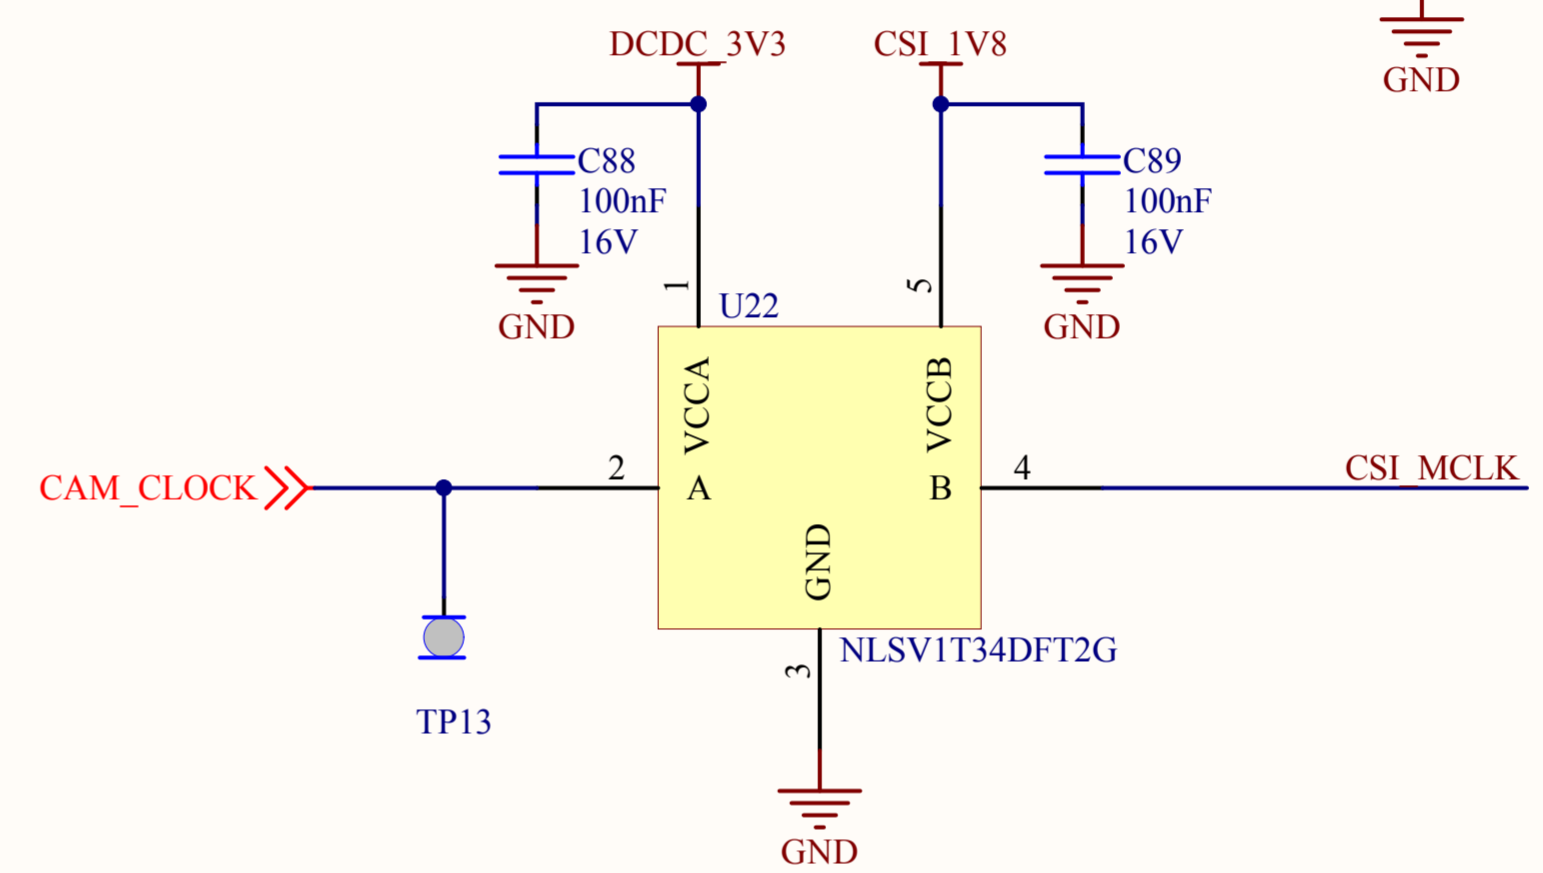 DCDC_3V3
CSI_1V8
GND
C88
100nF
16V
C89
100nF
16V
1
5
U22
GND
GND
VCCA
VCCB
CAM_CLOCK
2
A
B
4
CSI_MCLK
GND
NLSV1T34DFT2G
3
TP13
GND